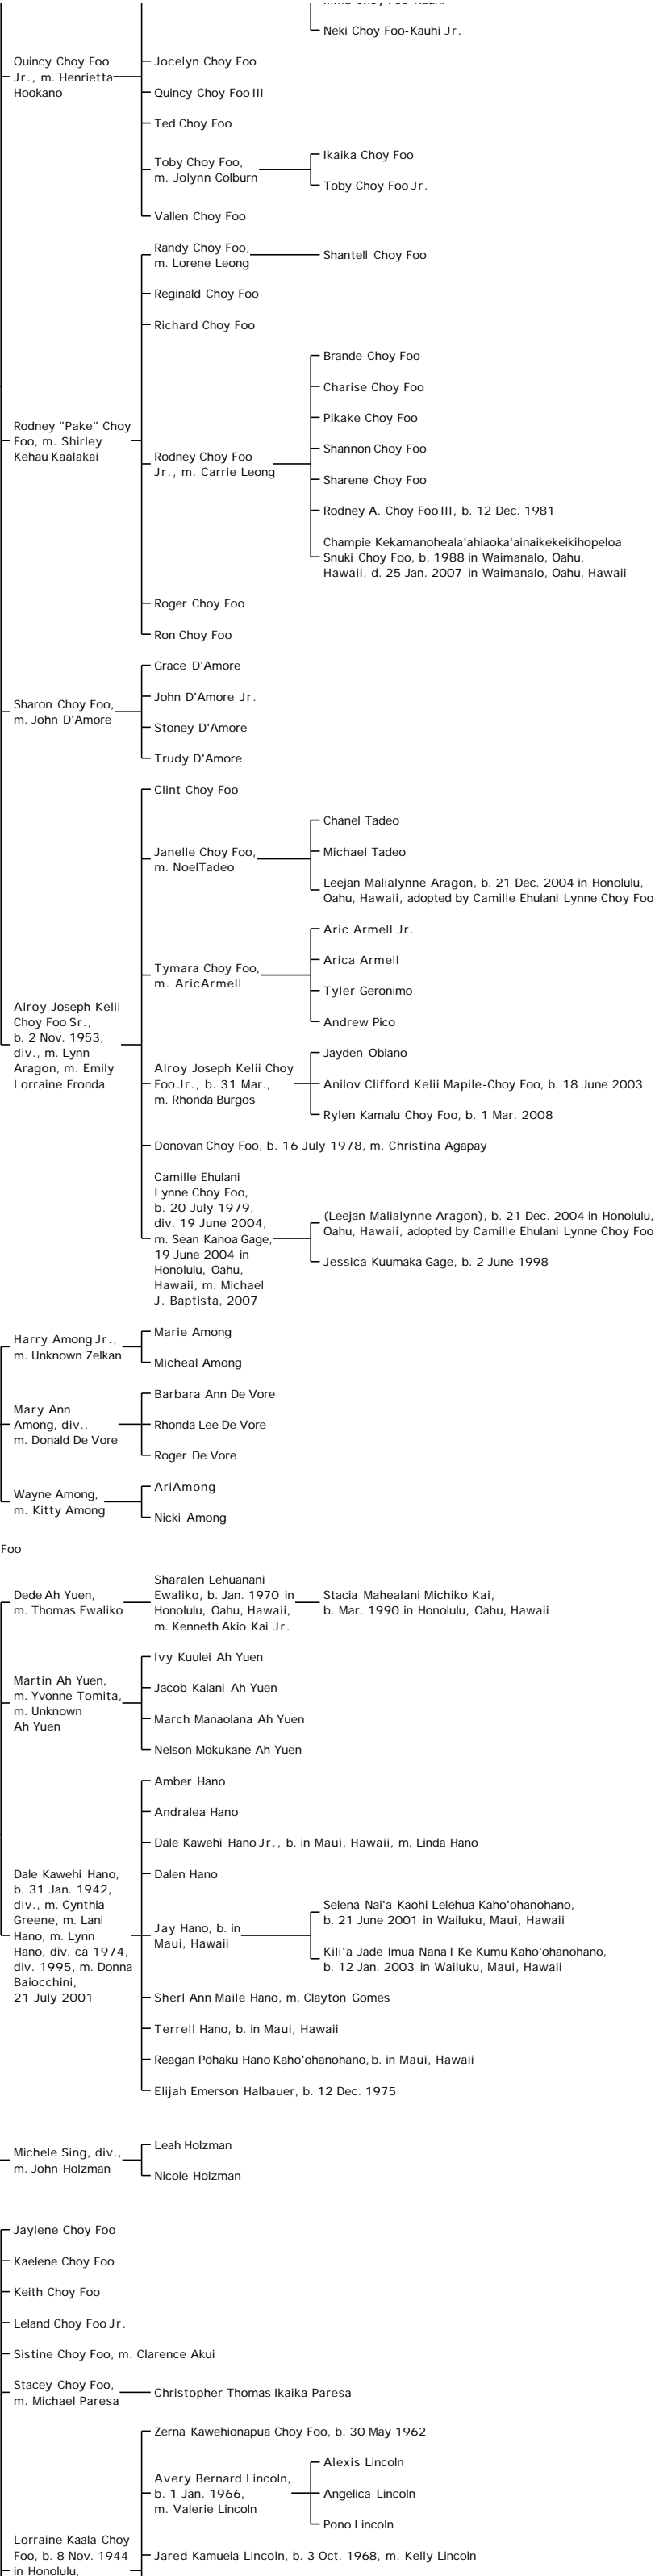 Neki Choy Foo-Kauhi Jr.
Quincy Choy Foo
Jr., m. Henrietta
Hookano
Jocelyn Choy Foo
Quincy Choy Foo III
Ted Choy Foo
Toby Choy Foo,
m. Jolynn Colburn
Ikaika Choy Foo
Toby Choy Foo Jr.
Vallen Choy Foo
Rodney "Pake" Choy
Foo, m. Shirley
Kehau Kaalakai
Randy Choy Foo,
m. Lorene Leong
Shantell Choy Foo
Reginald Choy Foo
Richard Choy Foo
Rodney Choy Foo
Jr., m. Carrie Leong
Brande Choy Foo
Charise Choy Foo
Pikake Choy Foo
Shannon Choy Foo
Sharene Choy Foo
Rodney A. Choy Foo III, b. 12 Dec. 1981
Champie Kekamanoheala'ahiaoka'ainaikekeikihopeloa
Snuki Choy Foo, b. 1988 in Waimanalo, Oahu,
Hawaii, d. 25 Jan. 2007 in Waimanalo, Oahu, Hawaii
Roger Choy Foo
Ron Choy Foo
Sharon Choy Foo,
m. John D'Amore
Grace D'Amore
John D'Amore Jr.
Stoney D'Amore
Trudy D'Amore
Alroy Joseph Kelii
Choy Foo Sr.,
b. 2 Nov. 1953,
div., m. Lynn
Aragon, m. Emily
Lorraine Fronda
Clint Choy Foo
Janelle Choy Foo,
m. NoelTadeo
Chanel Tadeo
Michael Tadeo
Leejan Malialynne Aragon, b. 21 Dec. 2004 in Honolulu,
Oahu, Hawaii, adopted by Camille Ehulani Lynne Choy Foo
Tymara Choy Foo,
m. AricArmell
Aric Armell Jr.
Arica Armell
Tyler Geronimo
Andrew Pico
Alroy Joseph Kelii Choy
Foo Jr., b. 31 Mar.,
m. Rhonda Burgos
Jayden Obiano
Anilov Clifford Kelii Mapile-Choy Foo, b. 18 June 2003
Rylen Kamalu Choy Foo, b. 1 Mar. 2008
Donovan Choy Foo, b. 16 July 1978, m. Christina Agapay
Camille Ehulani
Lynne Choy Foo,
b. 20 July 1979,
div. 19 June 2004,
m. Sean Kanoa Gage,
19 June 2004 in
Honolulu, Oahu,
Hawaii, m. Michael
J. Baptista, 2007
(Leejan Malialynne Aragon), b. 21 Dec. 2004 in Honolulu,
Oahu, Hawaii, adopted by Camille Ehulani Lynne Choy Foo
Jessica Kuumaka Gage, b. 2 June 1998
Harry Among Jr.,
m. Unknown Zelkan
Marie Among
Micheal Among
Mary Ann
Among, div.,
m. Donald De Vore
Barbara Ann De Vore
Rhonda Lee De Vore
Roger De Vore
Wayne Among,
m. Kitty Among
AriAmong
Nicki Among
Foo
Dede Ah Yuen,
m. Thomas Ewaliko
Sharalen Lehuanani
Ewaliko, b. Jan. 1970 in
Honolulu, Oahu, Hawaii,
m. Kenneth Akio Kai Jr.
Stacia Mahealani Michiko Kai,
b. Mar. 1990 in Honolulu, Oahu, Hawaii
Martin Ah Yuen,
m. Yvonne Tomita,
m. Unknown
Ah Yuen
Ivy Kuulei Ah Yuen
Jacob Kalani Ah Yuen
March Manaolana Ah Yuen
Nelson Mokukane Ah Yuen
Dale Kawehi Hano,
b. 31 Jan. 1942,
div., m. Cynthia
Greene, m. Lani
Hano, m. Lynn
Hano, div. ca 1974,
div. 1995, m. Donna
Baiocchini,
21 July 2001
Amber Hano
Andralea Hano
Dale Kawehi Hano Jr., b. in Maui, Hawaii, m. Linda Hano
Dalen Hano
Jay Hano, b. in
Maui, Hawaii
Selena Nai'a Kaohi Lelehua Kaho'ohanohano,
b. 21 June 2001 in Wailuku, Maui, Hawaii
Kili'a Jade Imua Nana I Ke Kumu Kaho'ohanohano,
b. 12 Jan. 2003 in Wailuku, Maui, Hawaii
Sherl Ann Maile Hano, m. Clayton Gomes
Terrell Hano, b. in Maui, Hawaii
Reagan Pōhaku Hano Kaho'ohanohano, b. in Maui, Hawaii
Elijah Emerson Halbauer, b. 12 Dec. 1975
Michele Sing, div.,
m. John Holzman
Leah Holzman
Nicole Holzman
Jaylene Choy Foo
Kaelene Choy Foo
Keith Choy Foo
Leland Choy Foo Jr.
Sistine Choy Foo, m. Clarence Akui
Stacey Choy Foo,
m. Michael Paresa
Christopher Thomas Ikaika Paresa
Lorraine Kaala Choy
Foo, b. 8 Nov. 1944
in Honolulu,
Zerna Kawehionapua Choy Foo, b. 30 May 1962
Avery Bernard Lincoln,
b. 1 Jan. 1966,
m. Valerie Lincoln
Alexis Lincoln
Angelica Lincoln
Pono Lincoln
Jared Kamuela Lincoln, b. 3 Oct. 1968, m. Kelly Lincoln